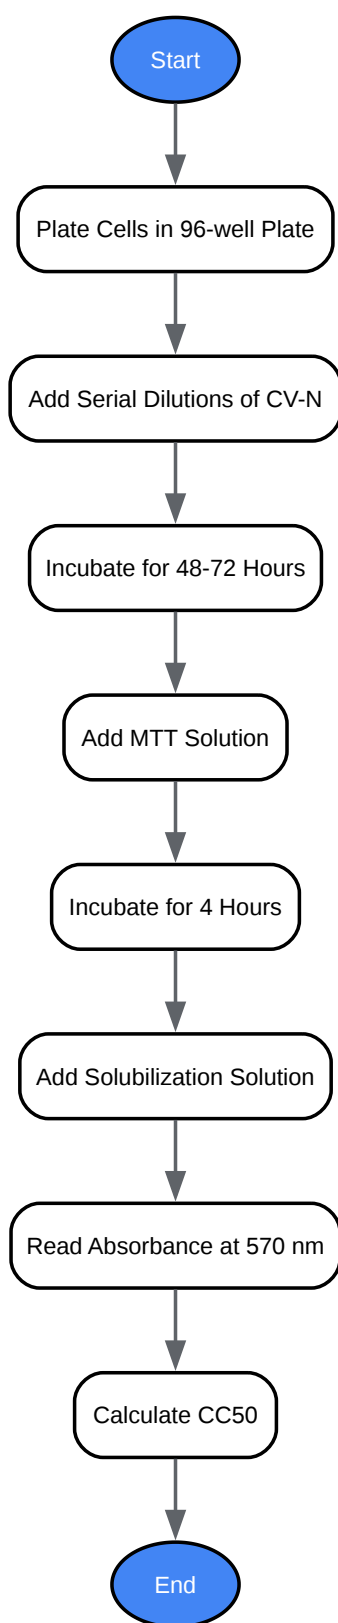 Start
Plate Cells in 96-well Plate
Add Serial Dilutions of CV-N
Incubate for 48-72 Hours
Add MTT Solution
Incubate for 4 Hours
Add Solubilization Solution
Read Absorbance at 570 nm
Calculate CC50
End